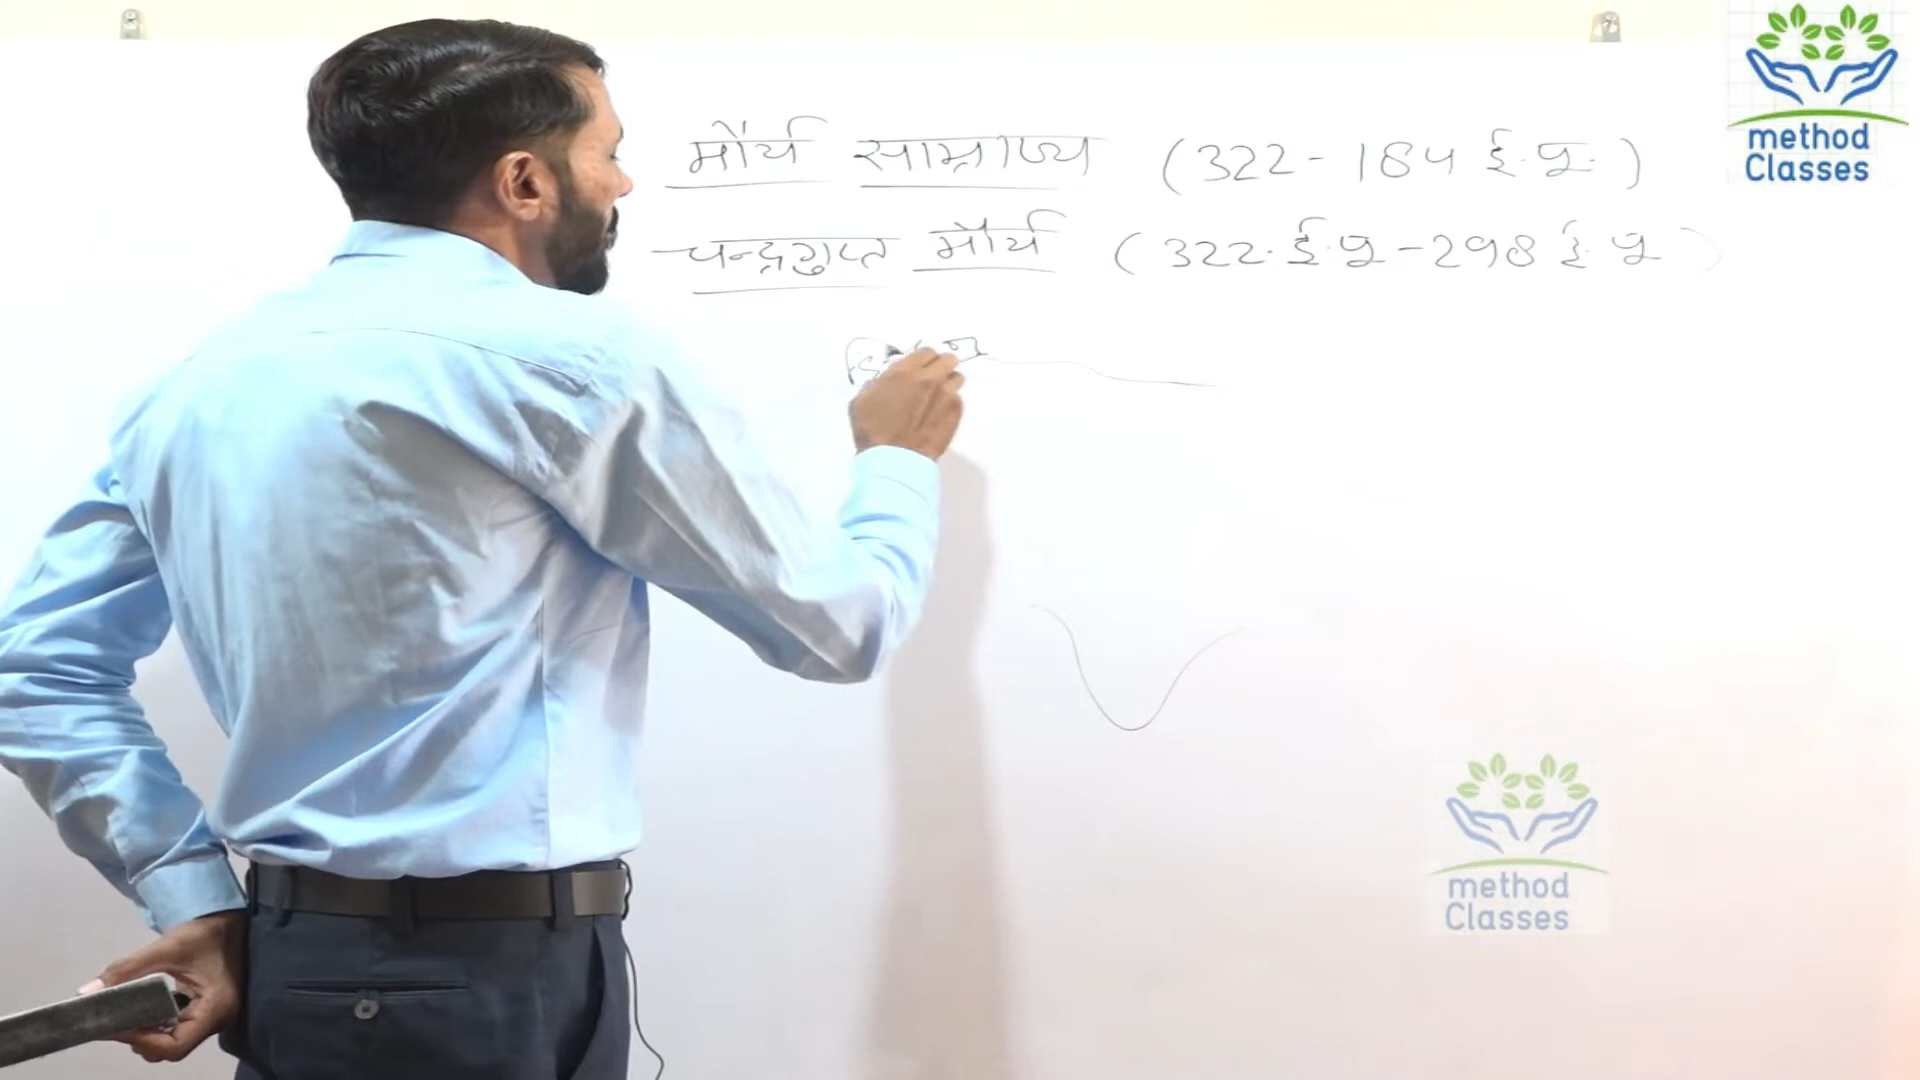 मौर्य साम्राज्य (322 - 184 ई.पू.)
चन्द्रगुप्त मौर्य (322. ई.पू - 298 ई.पू)
method
Classes
method
Classes